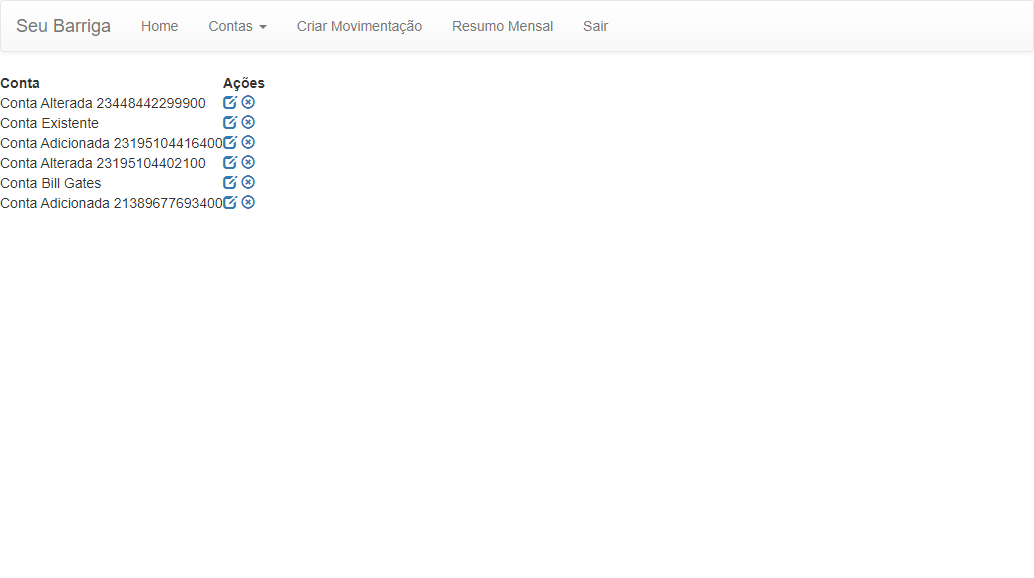 Seu Barriga Home Contas Criar Movimentação Resumo Mensal Sair
Conta Ações
Conta Alterada 23448442299900
Conta Existente
Conta Adicionada 23195104416400
Conta Alterada 23195104402100
Conta Bill Gates
Conta Adicionada 21389677693400